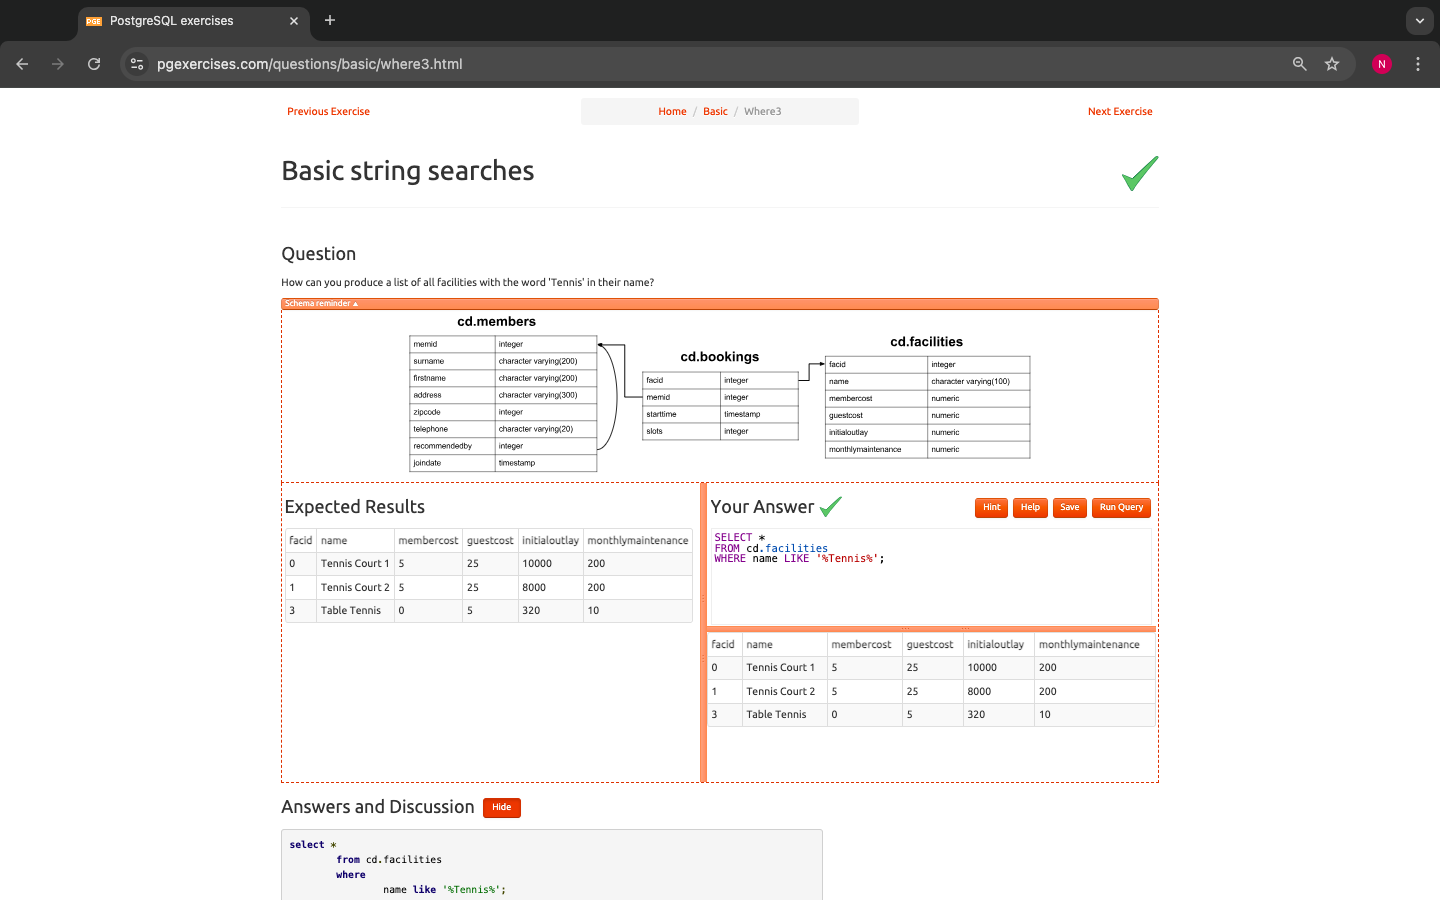 PGE PostgreSQL exercises
pgexercises.com/questions/basic/where3.html
N
Previous Exercise
Home / Basic / Where3
Next Exercise
Basic string searches
Question
How can you produce a list of all facilities with the word 'Tennis' in their name?
Schema reminder
cd.members
memid integer
surname character varying(200)
firstname character varying(200)
address character varying(300)
zipcode integer
telephone character varying(20)
recommendedby integer
joindate timestamp
cd.bookings
facid integer
memid integer
starttime timestamp
slots integer
cd.facilities
facid integer
name character varying(100)
membercost numeric
guestcost numeric
initialoutlay numeric
monthlymaintenance numeric
Expected Results
facid name membercost guestcost initialoutlay monthlymaintenance
0 Tennis Court 1 5 25 10000 200
1 Tennis Court 2 5 25 8000 200
3 Table Tennis 0 5 320 10
Your Answer
Hint Help Save Run Query
SELECT *
FROM cd.facilities
WHERE name LIKE '%Tennis%';
facid name membercost guestcost initialoutlay monthlymaintenance
0 Tennis Court 1 5 25 10000 200
1 Tennis Court 2 5 25 8000 200
3 Table Tennis 0 5 320 10
Answers and Discussion Hide
select *
from cd.facilities
where
name like '%Tennis%';